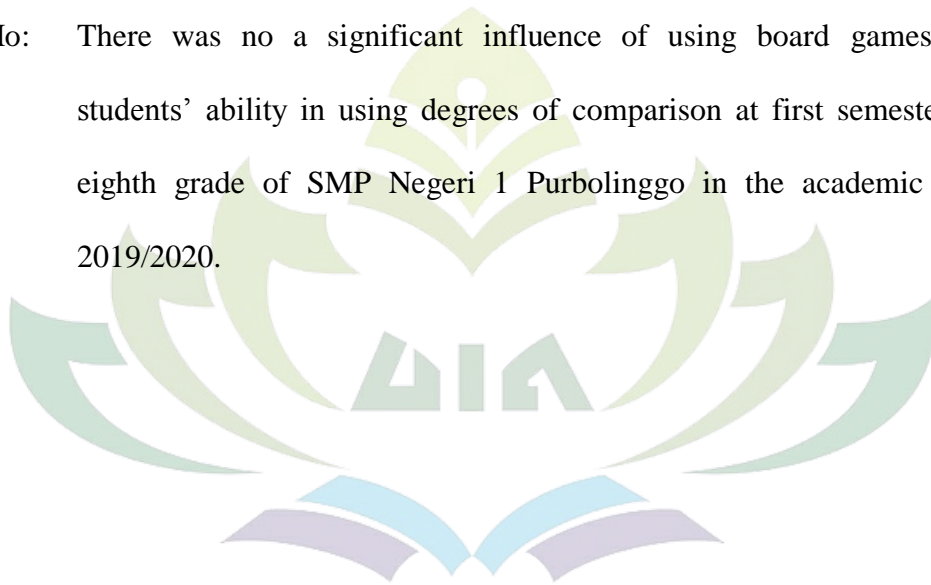 Ho: There was no a significant influence of using board games
students’ ability in using degrees of comparison at first semeste
eighth grade of SMP Negeri 1 Purbolinggo in the academic
2019/2020.
UIN